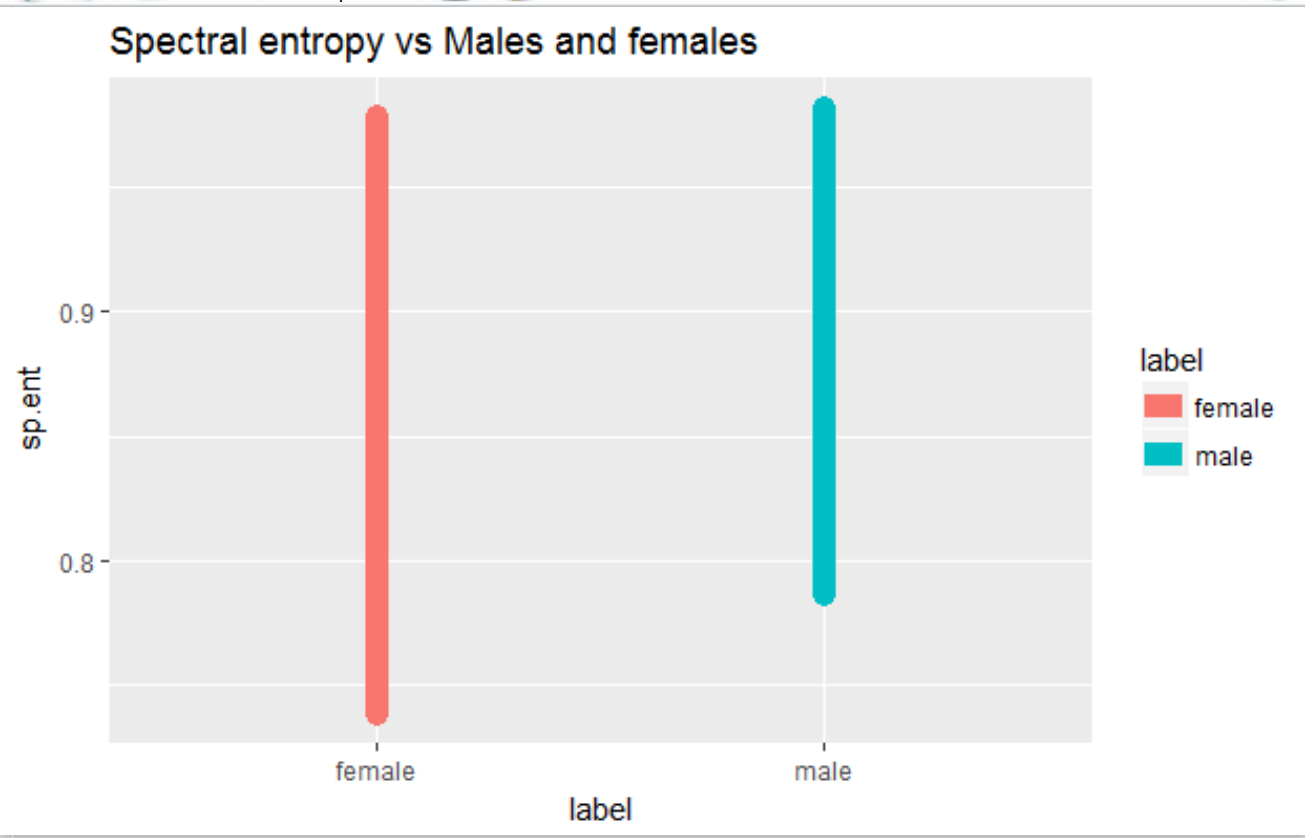 Spectral entropy vs Males and females
sp.ent
0.9
0.8
female
male
label
label
female
male